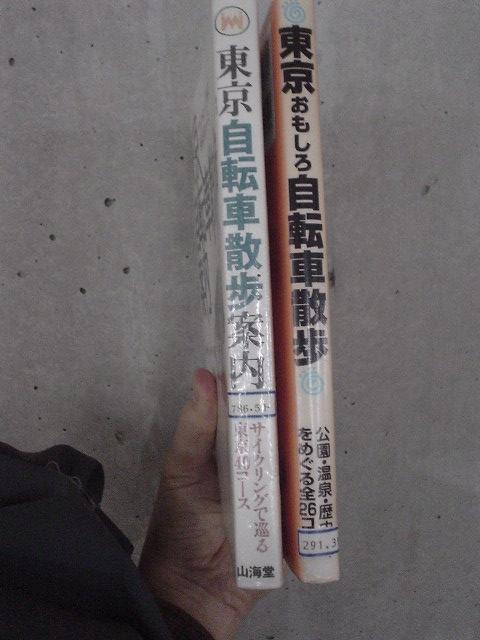 東京自転車散歩案内
786.5
サイクリングで巡る
東京40コース
山海堂
東京おもしろ自転車散歩
公園・温泉・歴
をめぐる全26コ
291.3